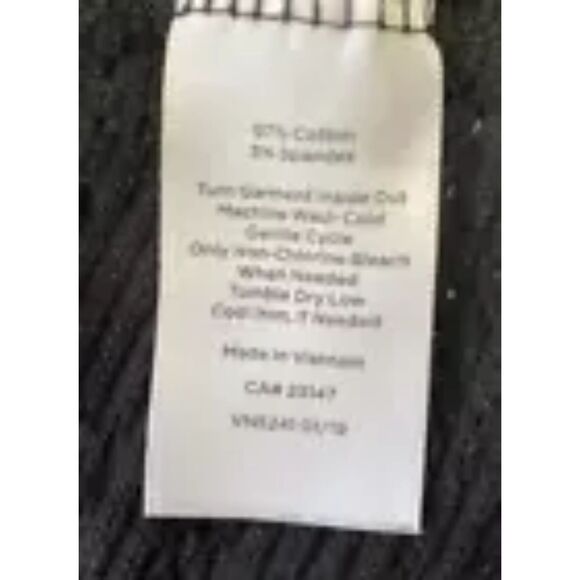 97% Cotton
3% Spandex
Turn Garment Inside Out
Machine Wash Cold
Gentle Cycle
Only Non-Chlorine Bleach
When Needed
Tumble Dry Low
Cool Iron, If Needed
Made in Vietnam
CA# 25147